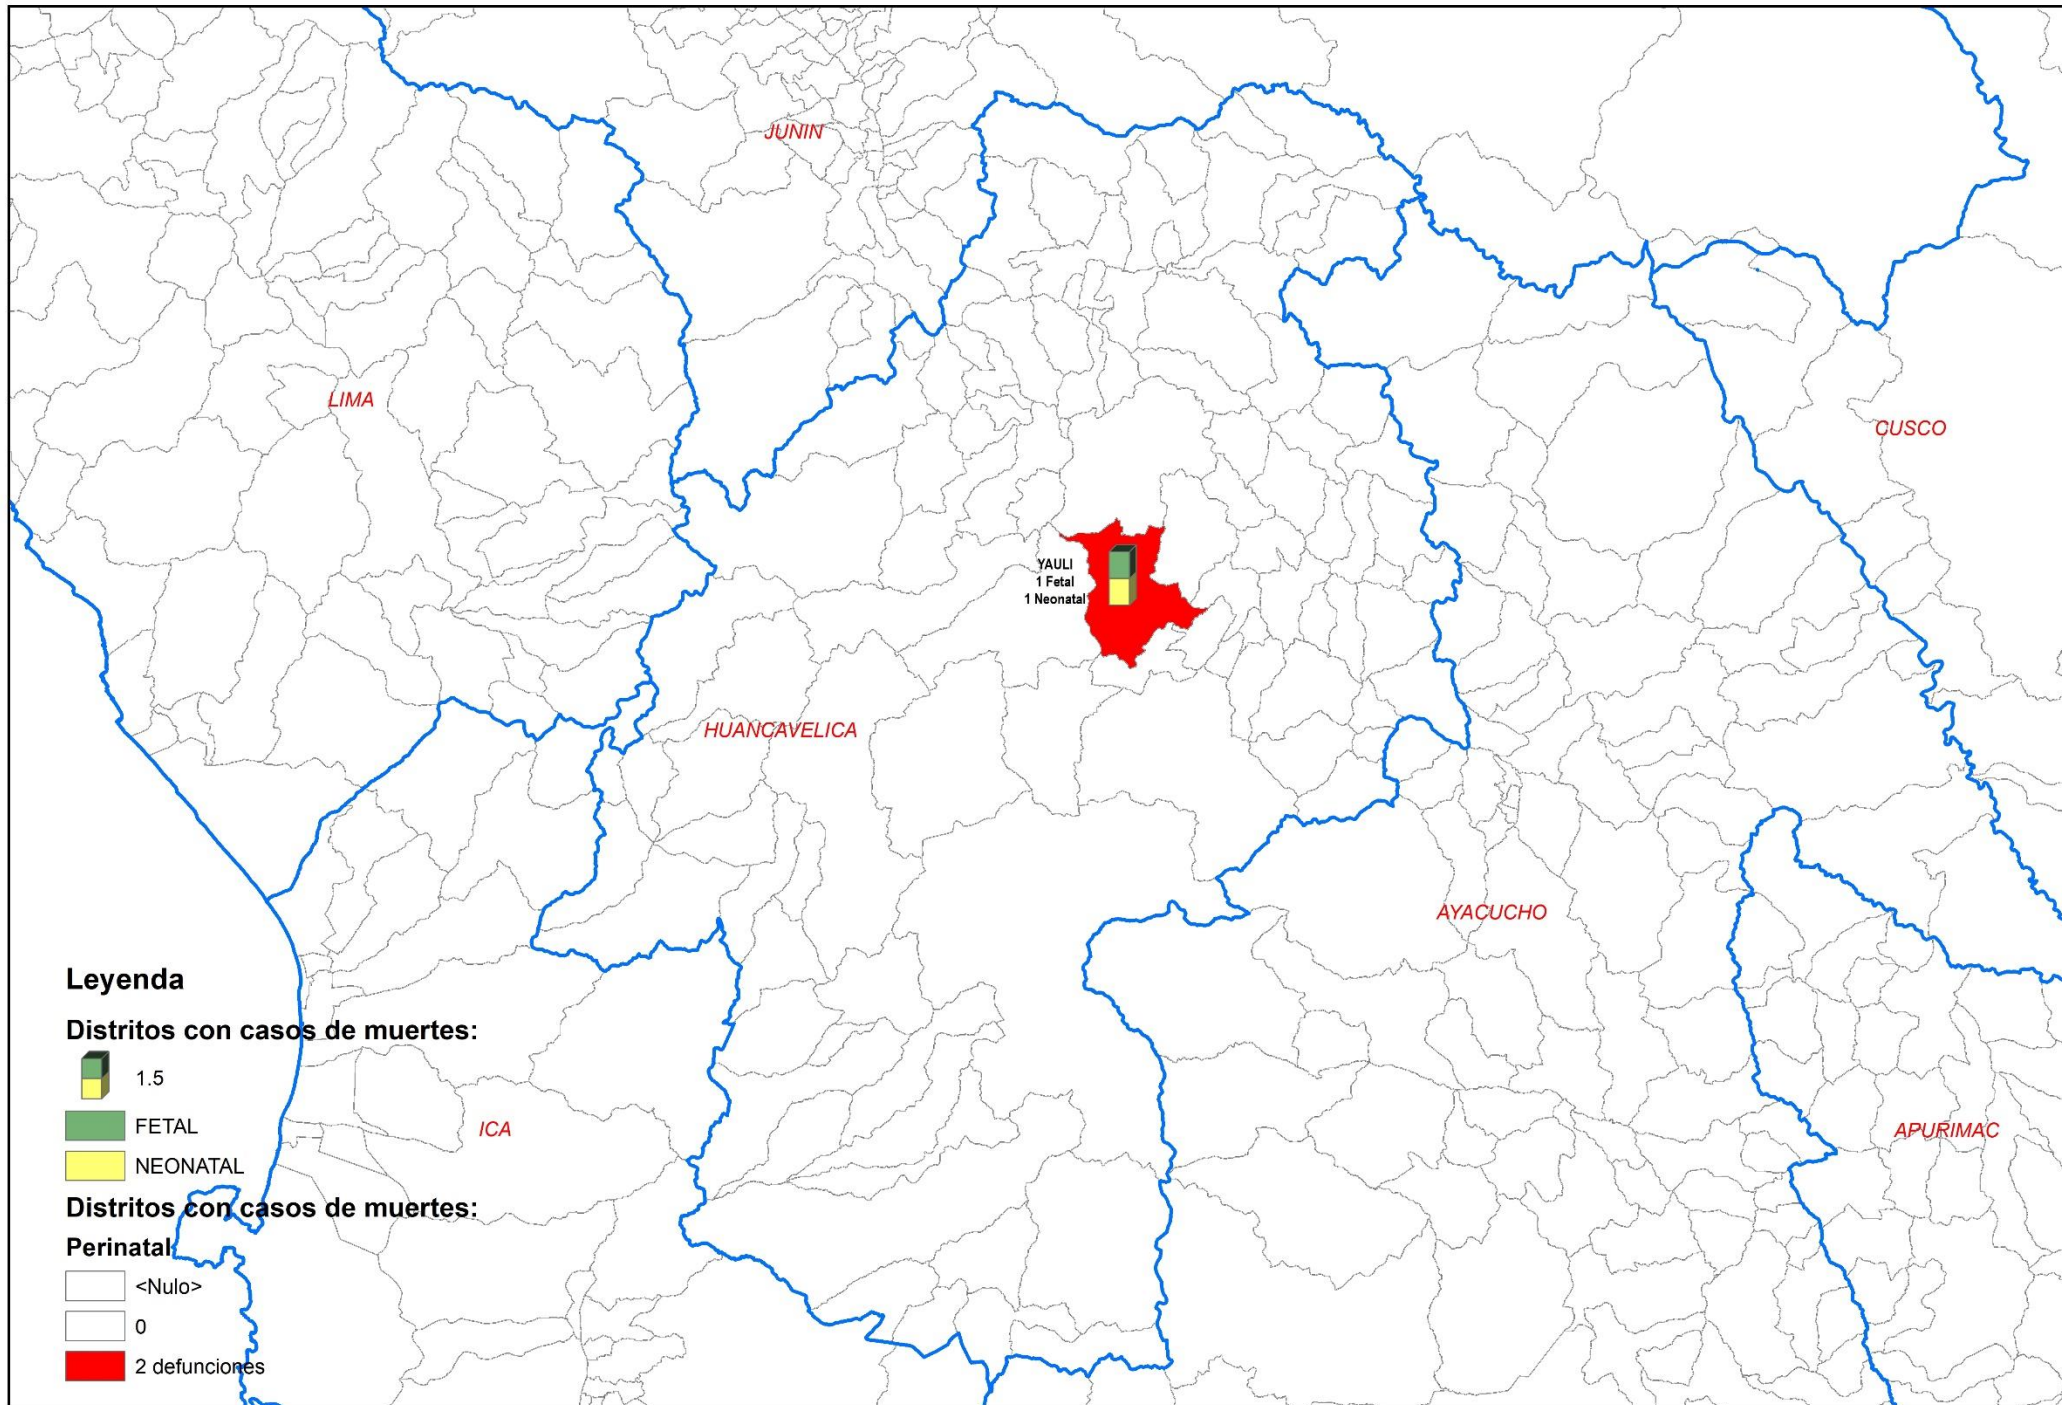 JUNIN
LIMA
CUSCO
YAULI
1 Fetal
1 Neonatal
HUANCAVELICA
AYACUCHO
ICA
APURIMAC
Leyenda
Distritos con casos de muertes:
1.5
FETAL
NEONATAL
Distritos con casos de muertes:
Perinatal
<Nulo>
0
2 defunciones